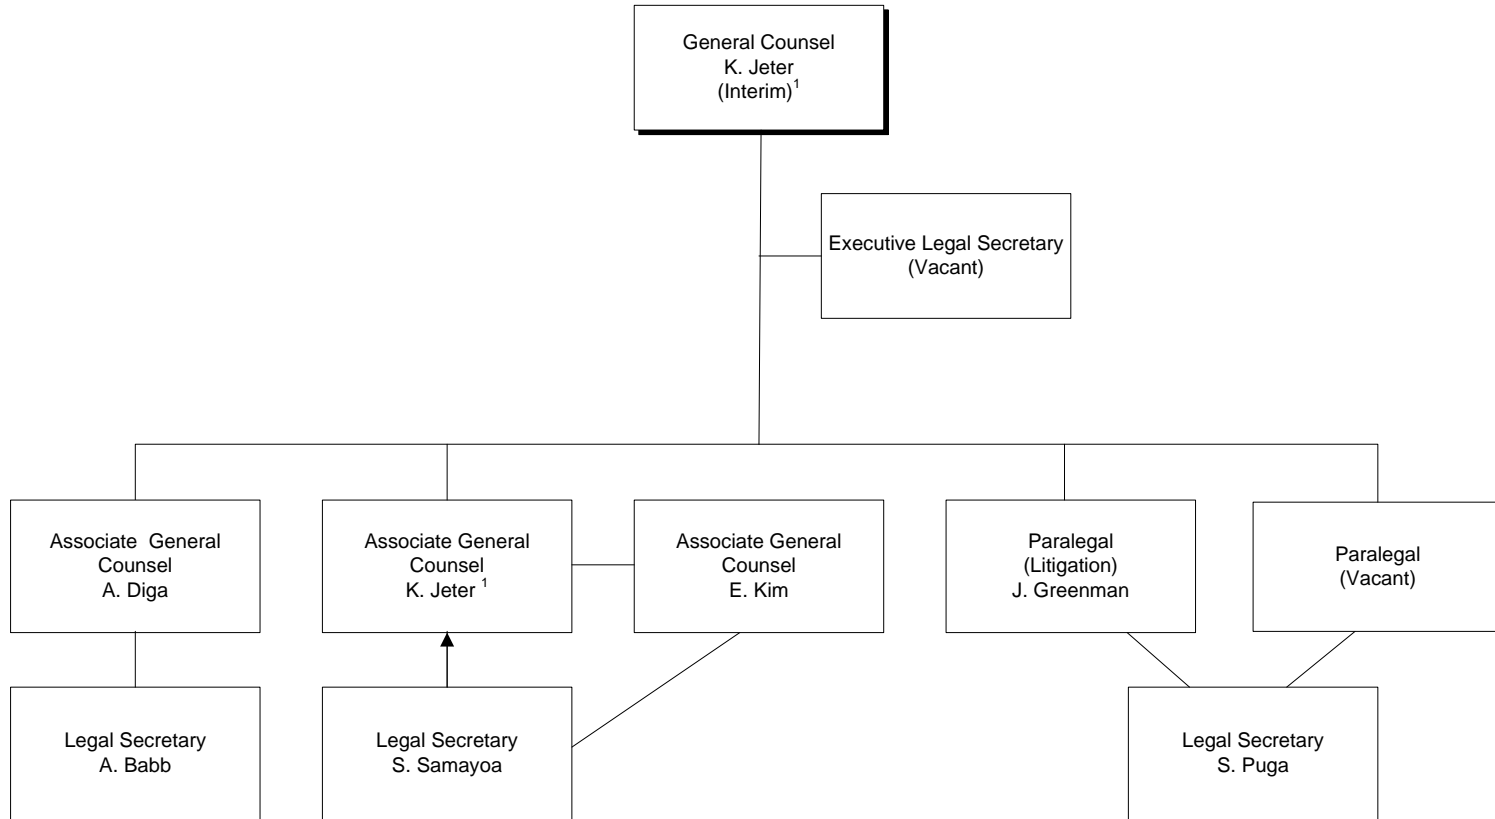 General Counsel
K. Jeter
(Interim)¹
Executive Legal Secretary
(Vacant)
Associate General
Counsel
A. Diga
Associate General
Counsel
K. Jeter ¹
Associate General
Counsel
E. Kim
Paralegal
(Litigation)
J. Greenman
Paralegal
(Vacant)
Legal Secretary
A. Babb
Legal Secretary
S. Samayoa
Legal Secretary
S. Puga